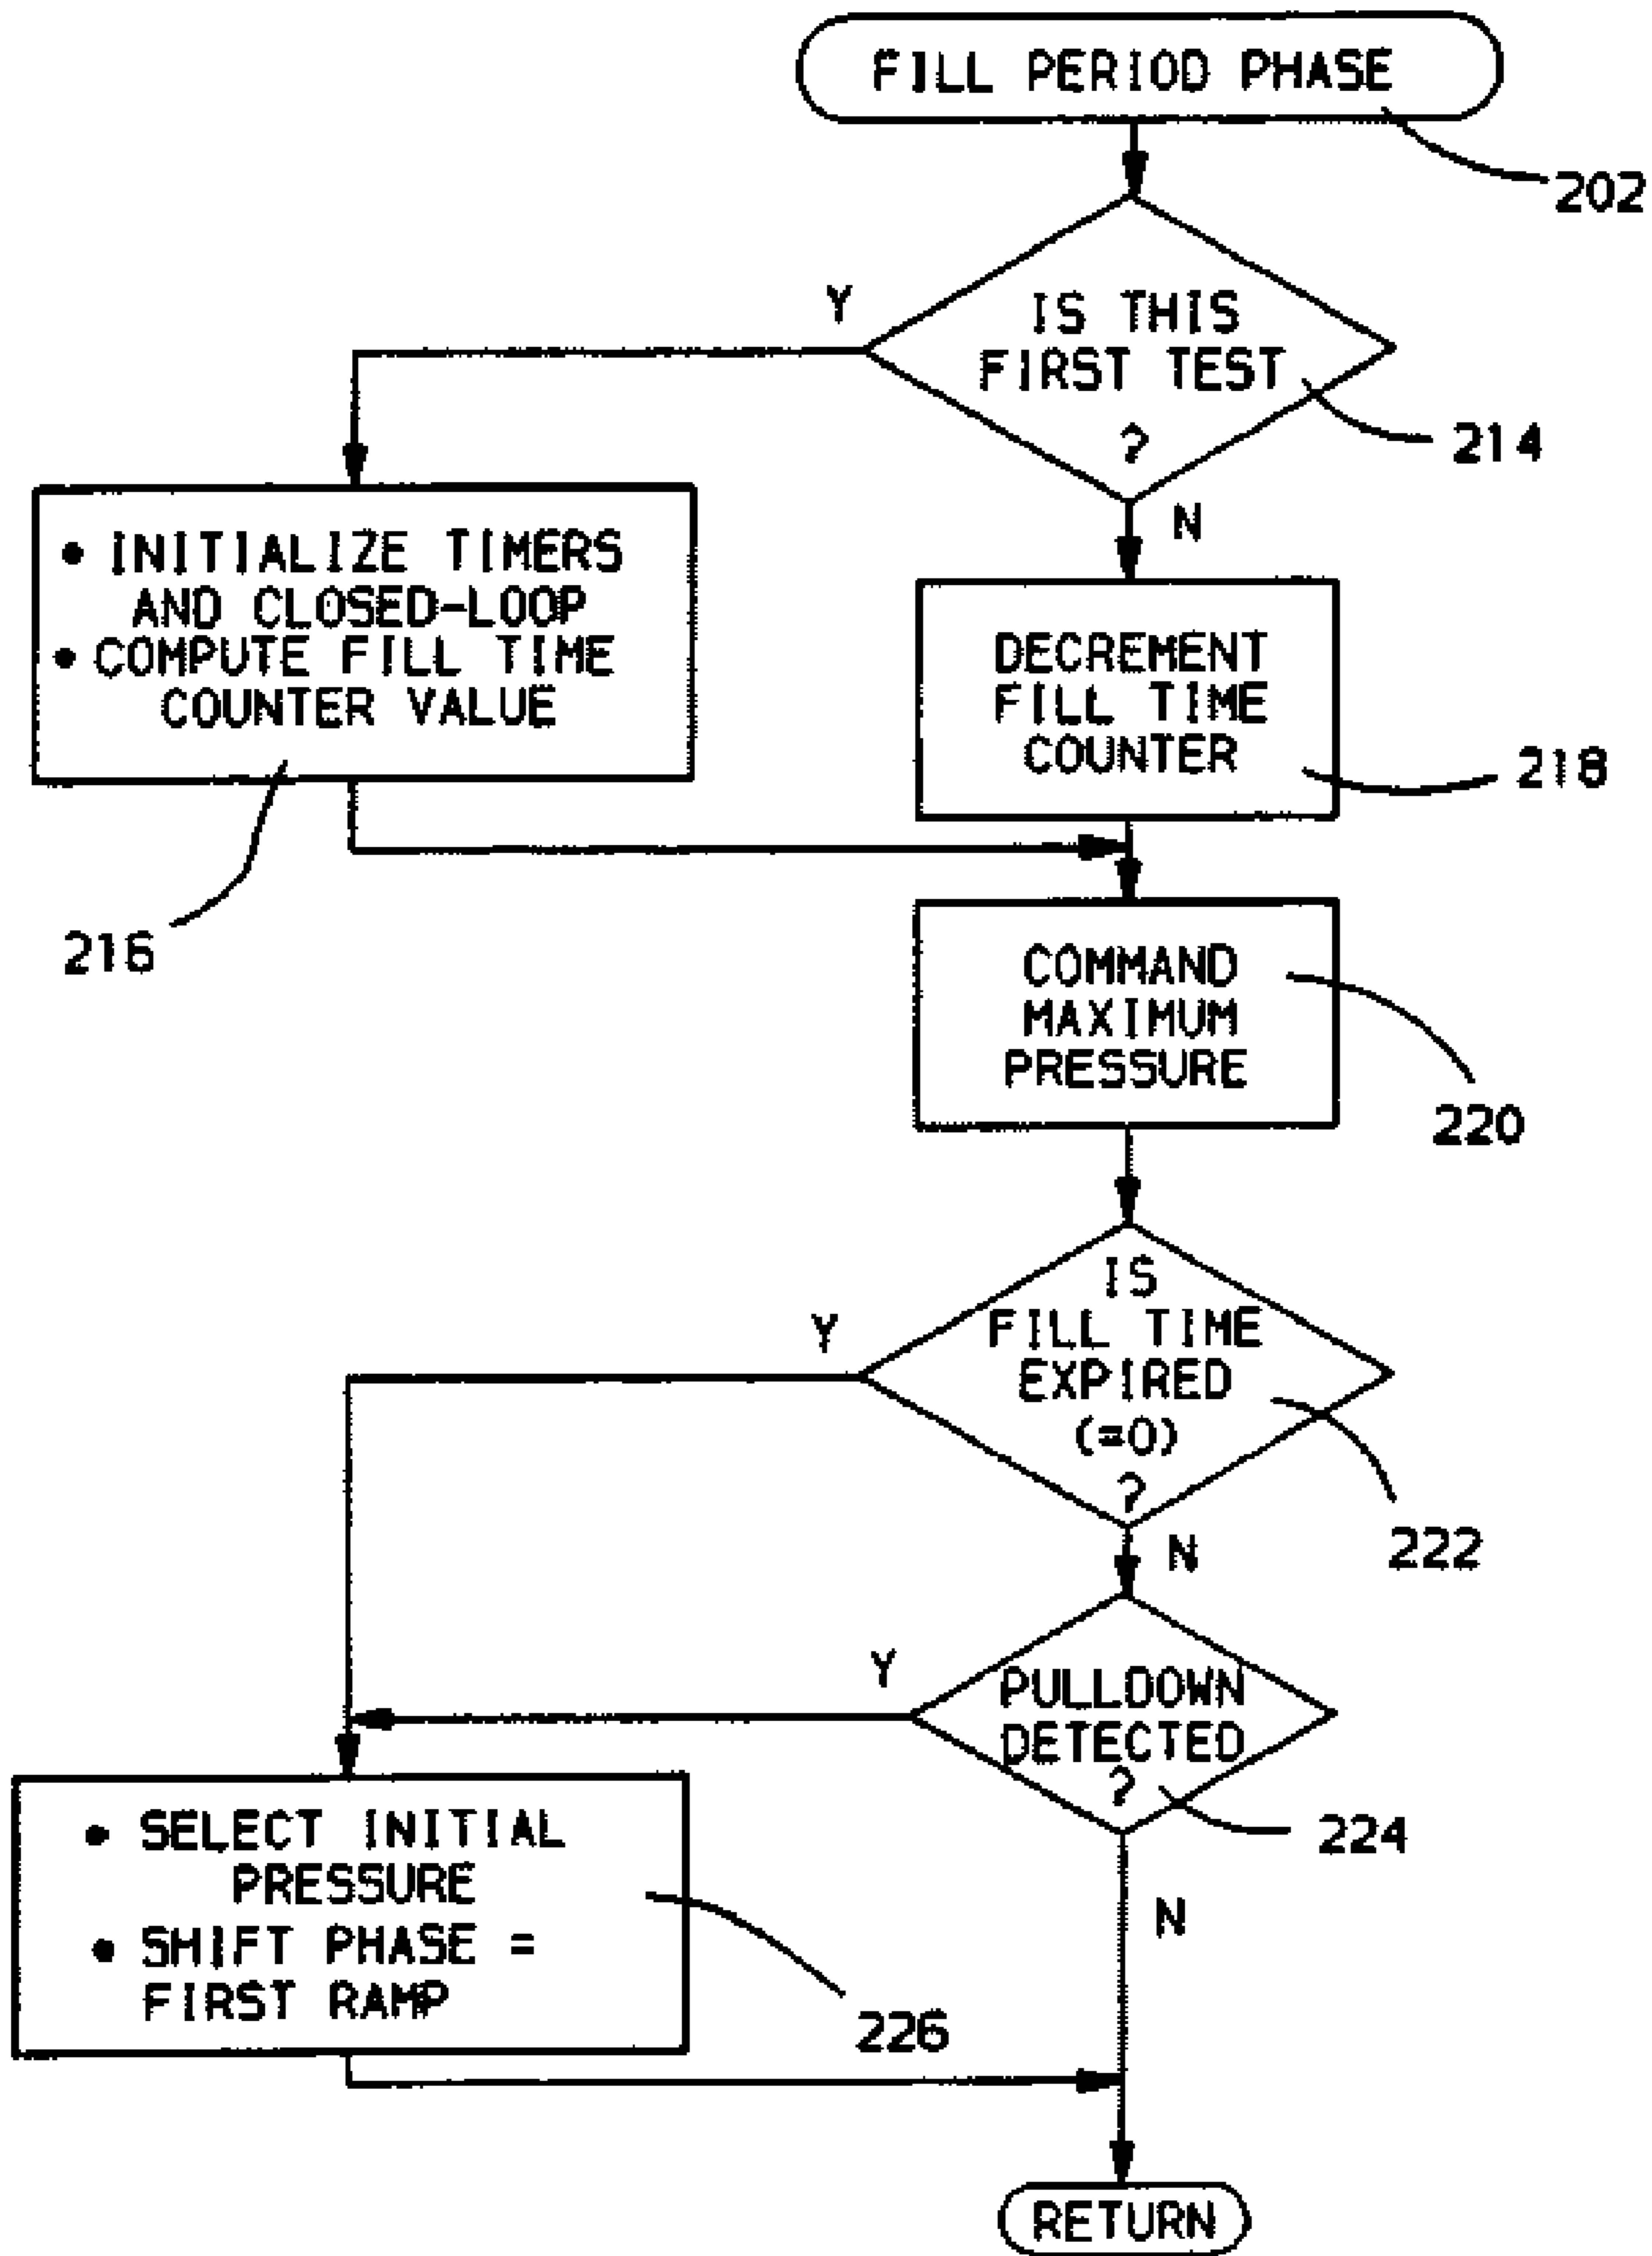 FILL PERIOD PHASE
202
Y
IS THIS
FIRST TEST
?
214
N
• INITIALIZE TIMERS
AND CLOSED-LOOP
• COMPUTE FILL TIME
COUNTER VALUE
216
DECREMENT
FILL TIME
COUNTER
218
COMMAND
MAXIMUM
PRESSURE
220
Y
IS
FILL TIME
EXPIRED
(=0)
?
222
N
Y
PULLDOWN
DETECTED
?
224
N
• SELECT INITIAL
PRESSURE
• SHIFT PHASE =
FIRST RAMP
226
RETURN